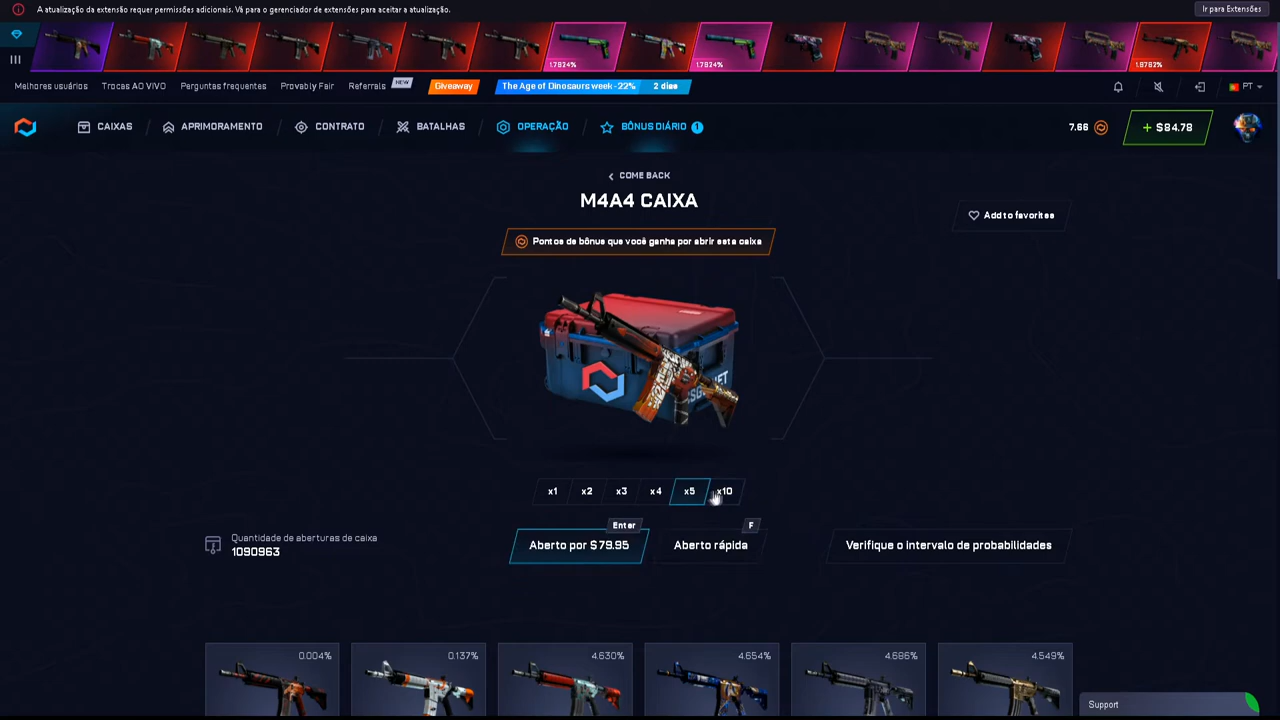 A atualização da extensão requer permissões adicionais. Vá para o gerenciador de extensões para aceitar a atualização.
Ir para Extensões
1.7924%
1.7924%
1.8762%
Melhores usuários
Trocas AO VIVO
Perguntas frequentes
Provably Fair
Referrals
NEW
Giveaway
The Age of Dinosaurs week -22%
2 dias
PT
CAIXAS
APRIMORAMENTO
CONTRATO
BATALHAS
OPERAÇÃO
BÔNUS DIÁRIO
1
7.66
+ $84.78
COME BACK
M4A4 CAIXA
Add to favorites
Pontos de bônus que você ganha por abrir esta caixa
x1
x2
x3
x4
x5
x10
Enter
F
Quantidade de aberturas de caixa
1090963
Aberto por $79.95
Aberto rápida
Verifique o intervalo de probabilidades
0.004%
0.137%
4.630%
4.654%
4.686%
4.549%
Support